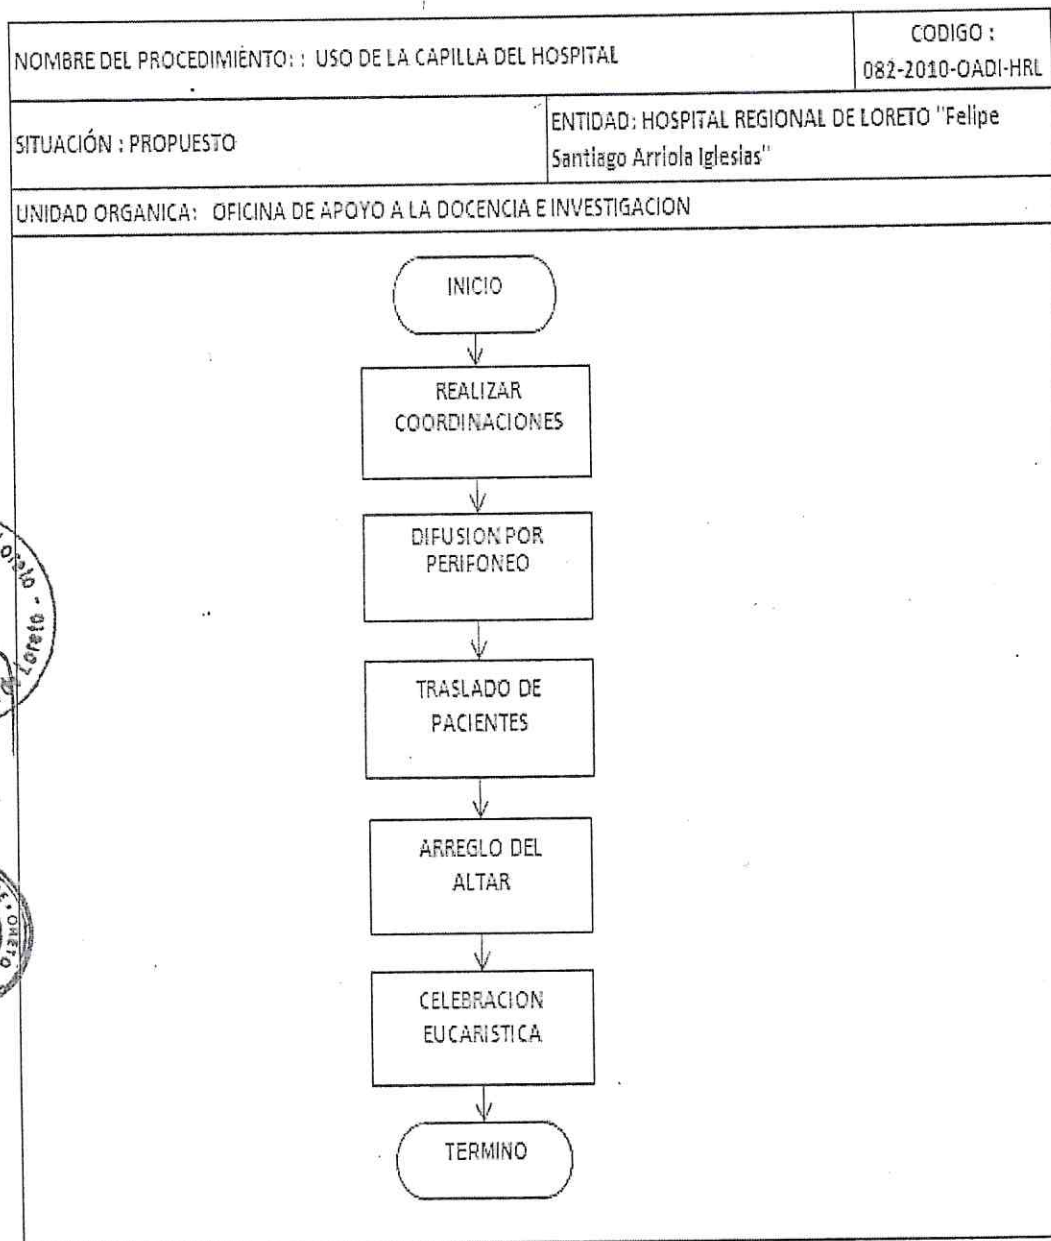 NOMBRE DEL PROCEDIMIENTO: : USO DE LA CAPILLA DEL HOSPITAL
CODIGO :
082-2010-OADI-HRL
SITUACIÓN : PROPUESTO
ENTIDAD: HOSPITAL REGIONAL DE LORETO "Felipe
Santiago Arriola Iglesias"
UNIDAD ORGANICA: OFICINA DE APOYO A LA DOCENCIA E INVESTIGACION
INICIO
REALIZAR
COORDINACIONES
DIFUSION POR
PERIFONEO
TRASLADO DE
PACIENTES
ARREGLO DEL
ALTAR
CELEBRACION
EUCARISTICA
TERMINO
Loreto - Loreto